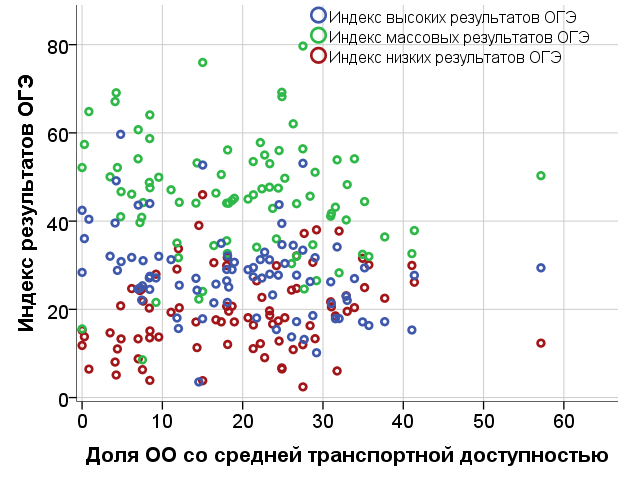 Индекс высоких результатов ОГЭ
Индекс массовых результатов ОГЭ
Индекс низких результатов ОГЭ
Индекс результатов ОГЭ
80
60
40
20
0
0 10 20 30 40 50 60
Доля ОО со средней транспортной доступностью